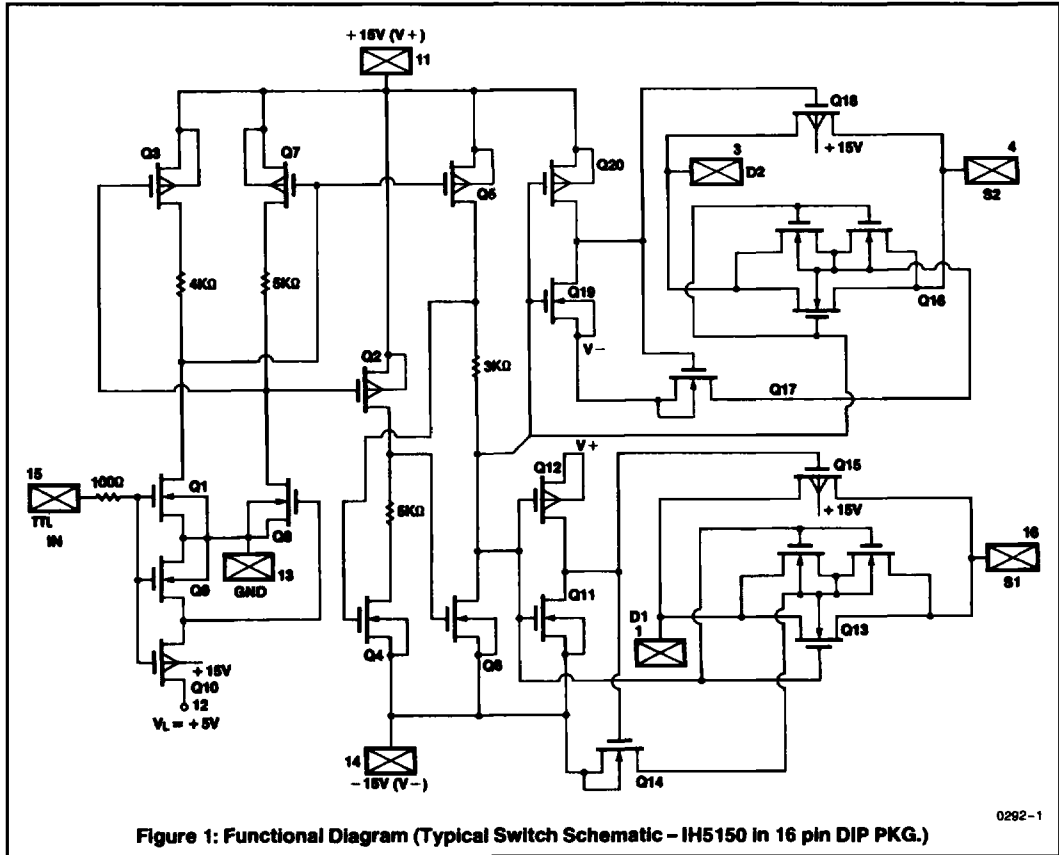 +15V (V+)
11
Q3
Q7
Q5
Q20
Q18
+15V
3
D2
4
S2
4KΩ
5KΩ
Q19
V−
Q16
Q2
3KΩ
Q17
15
TTL
IN
100Ω
Q1
Q8
13
GND
Q9
+15V
Q10
12
VL = +5V
5KΩ
Q4
Q6
Q12
V+
Q11
Q15
+15V
16
S1
D1
1
Q13
Q14
14
−15V (V−)
0292-1
Figure 1: Functional Diagram (Typical Switch Schematic – IH5150 in 16 pin DIP PKG.)